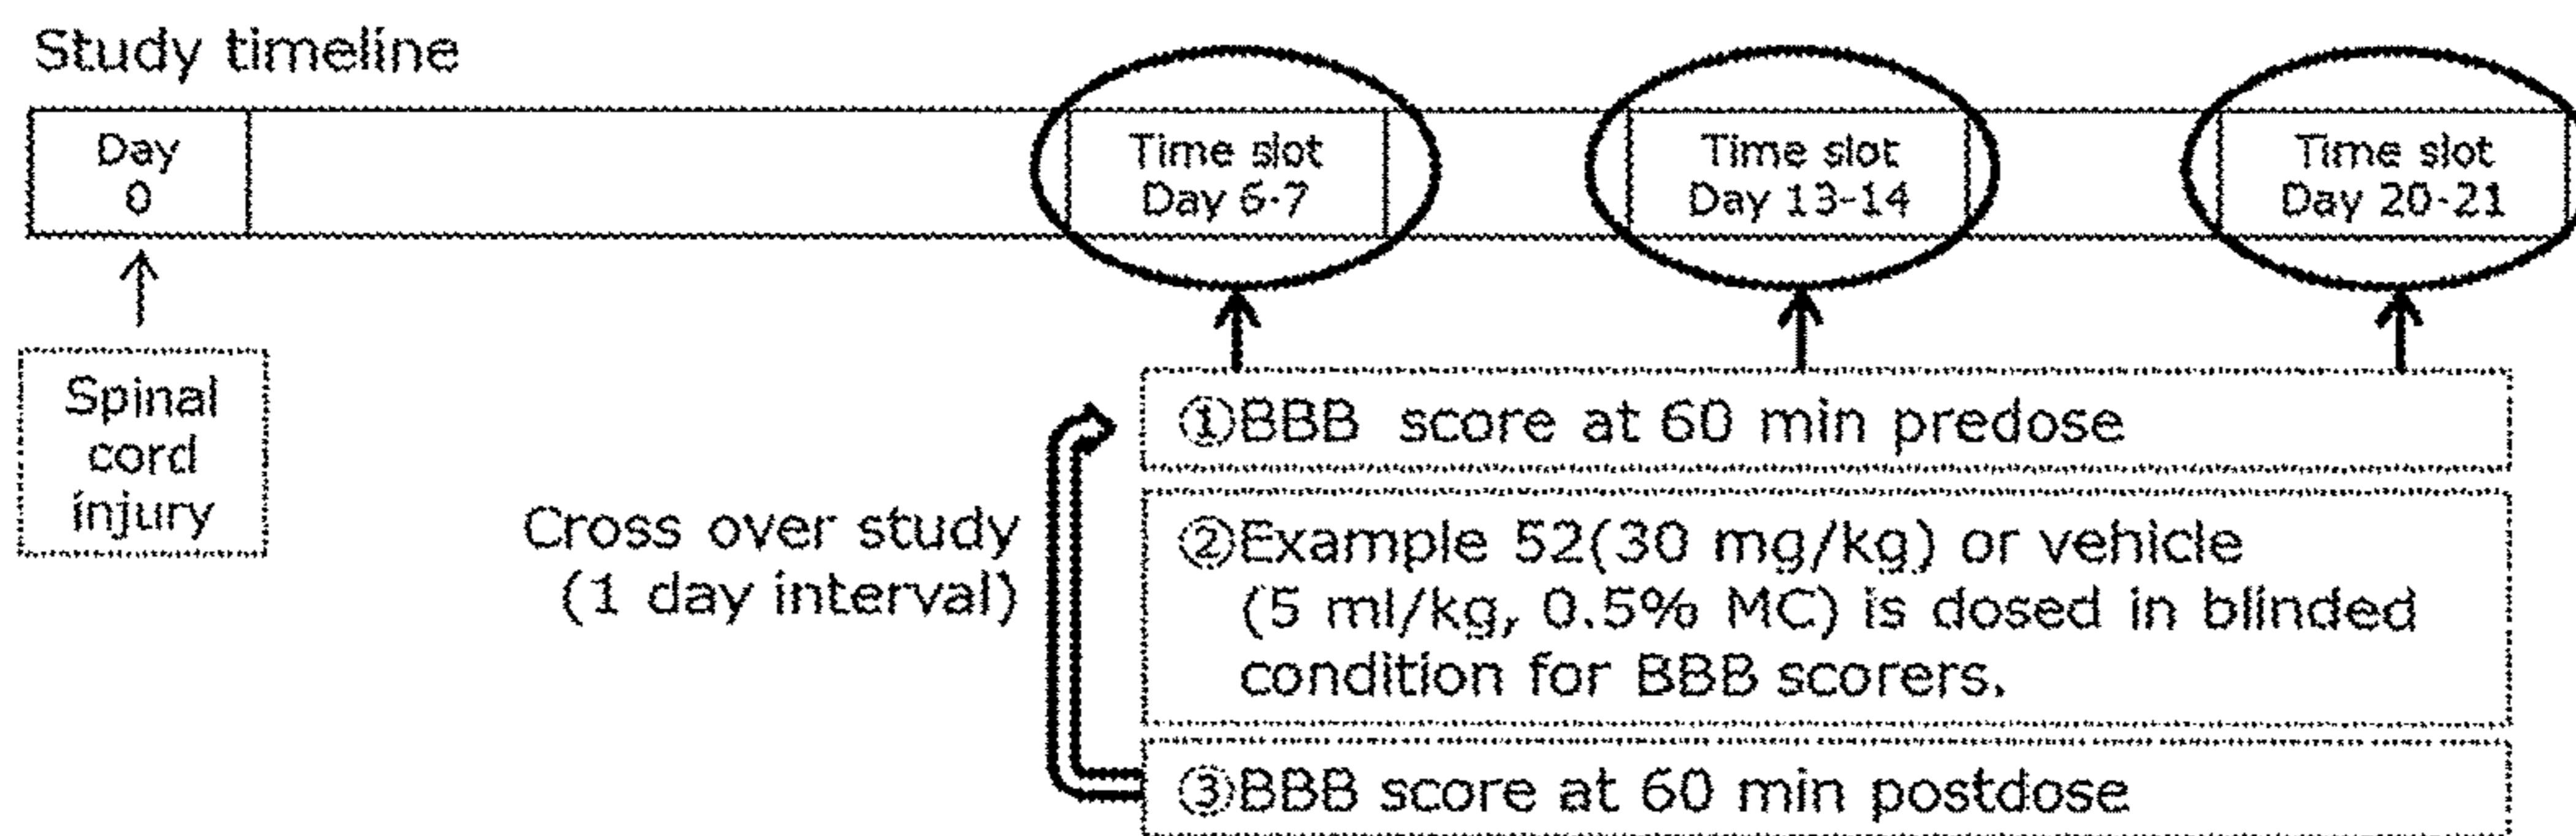 Study timeline
Day
0
Time slot
Day 6-7
Time slot
Day 13-14
Time slot
Day 20-21
Spinal
cord
injury
Cross over study
(1 day interval)
①BBB score at 60 min predose
②Example 52(30 mg/kg) or vehicle
(5 ml/kg, 0.5% MC) is dosed in blinded
condition for BBB scorers.
③BBB score at 60 min postdose